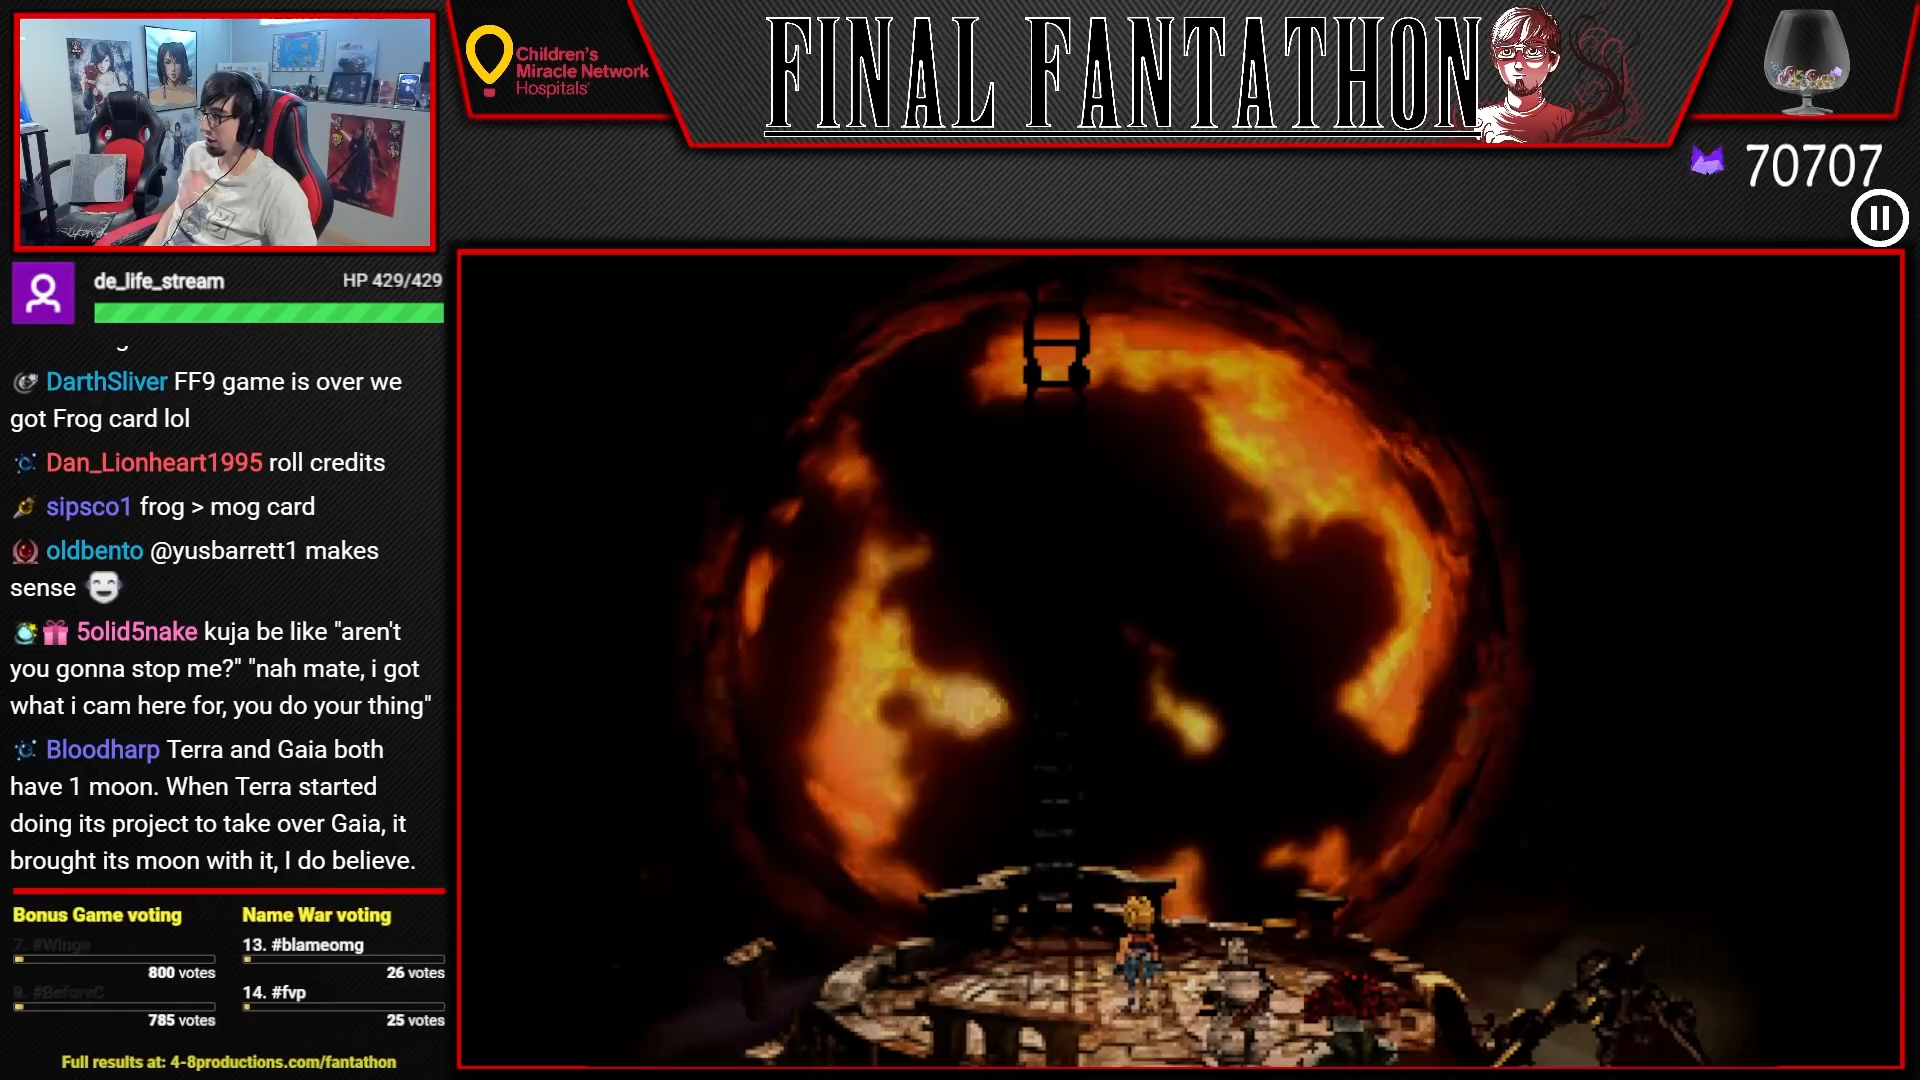 Children's
Miracle Network
Hospitals
FINAL FANTATHON
70707
de_life_stream HP 429/429
DarthSliver FF9 game is over we
got Frog card lol
Dan_Lionheart1995 roll credits
sipsco1 frog > mog card
oldbento @yusbarrett1 makes
sense
5olid5nake kuja be like "aren't
you gonna stop me?" "nah mate, i got
what i cam here for, you do your thing"
Bloodharp Terra and Gaia both
have 1 moon. When Terra started
doing its project to take over Gaia, it
brought its moon with it, I do believe.
Bonus Game voting Name War voting
7. #Wingo 13. #blameomg
800 votes 26 votes
#BeforeC 14. #fvp
785 votes 25 votes
Full results at: 4-8productions.com/fantathon